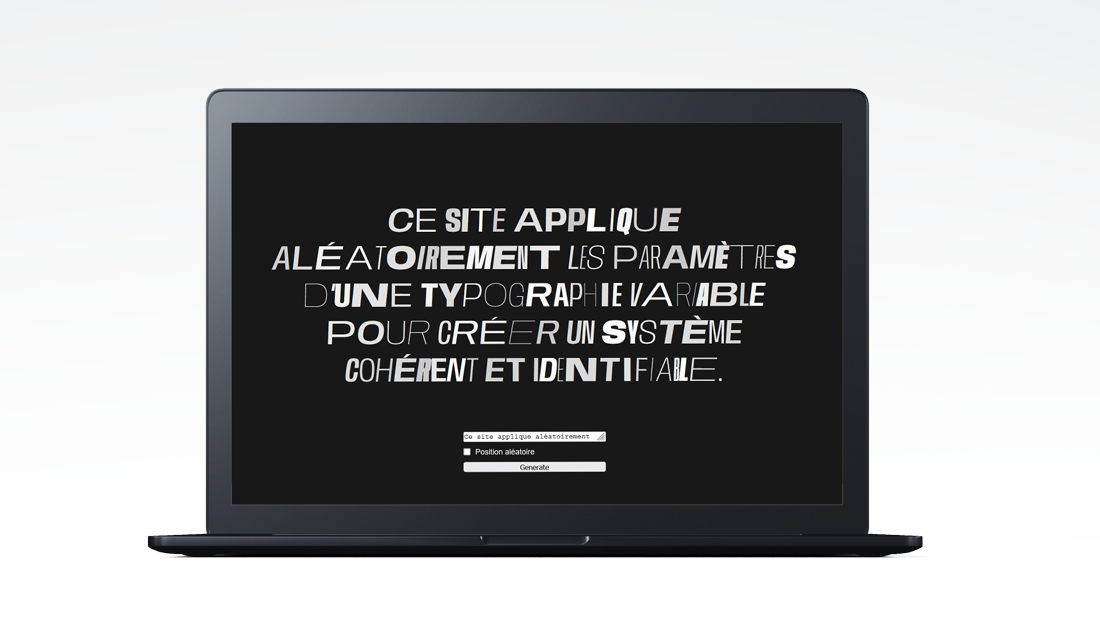 CE SITE APPLIQUE
ALÉATOIREMENT LES PARAMÈTRES
D'UNE TYPOGRAPHIE VARIABLE
POUR CRÉER UN SYSTÈME
COHÉRENT ET IDENTIFIABLE.
Ce site applique aléatoirement
Position aléatoire
Generate